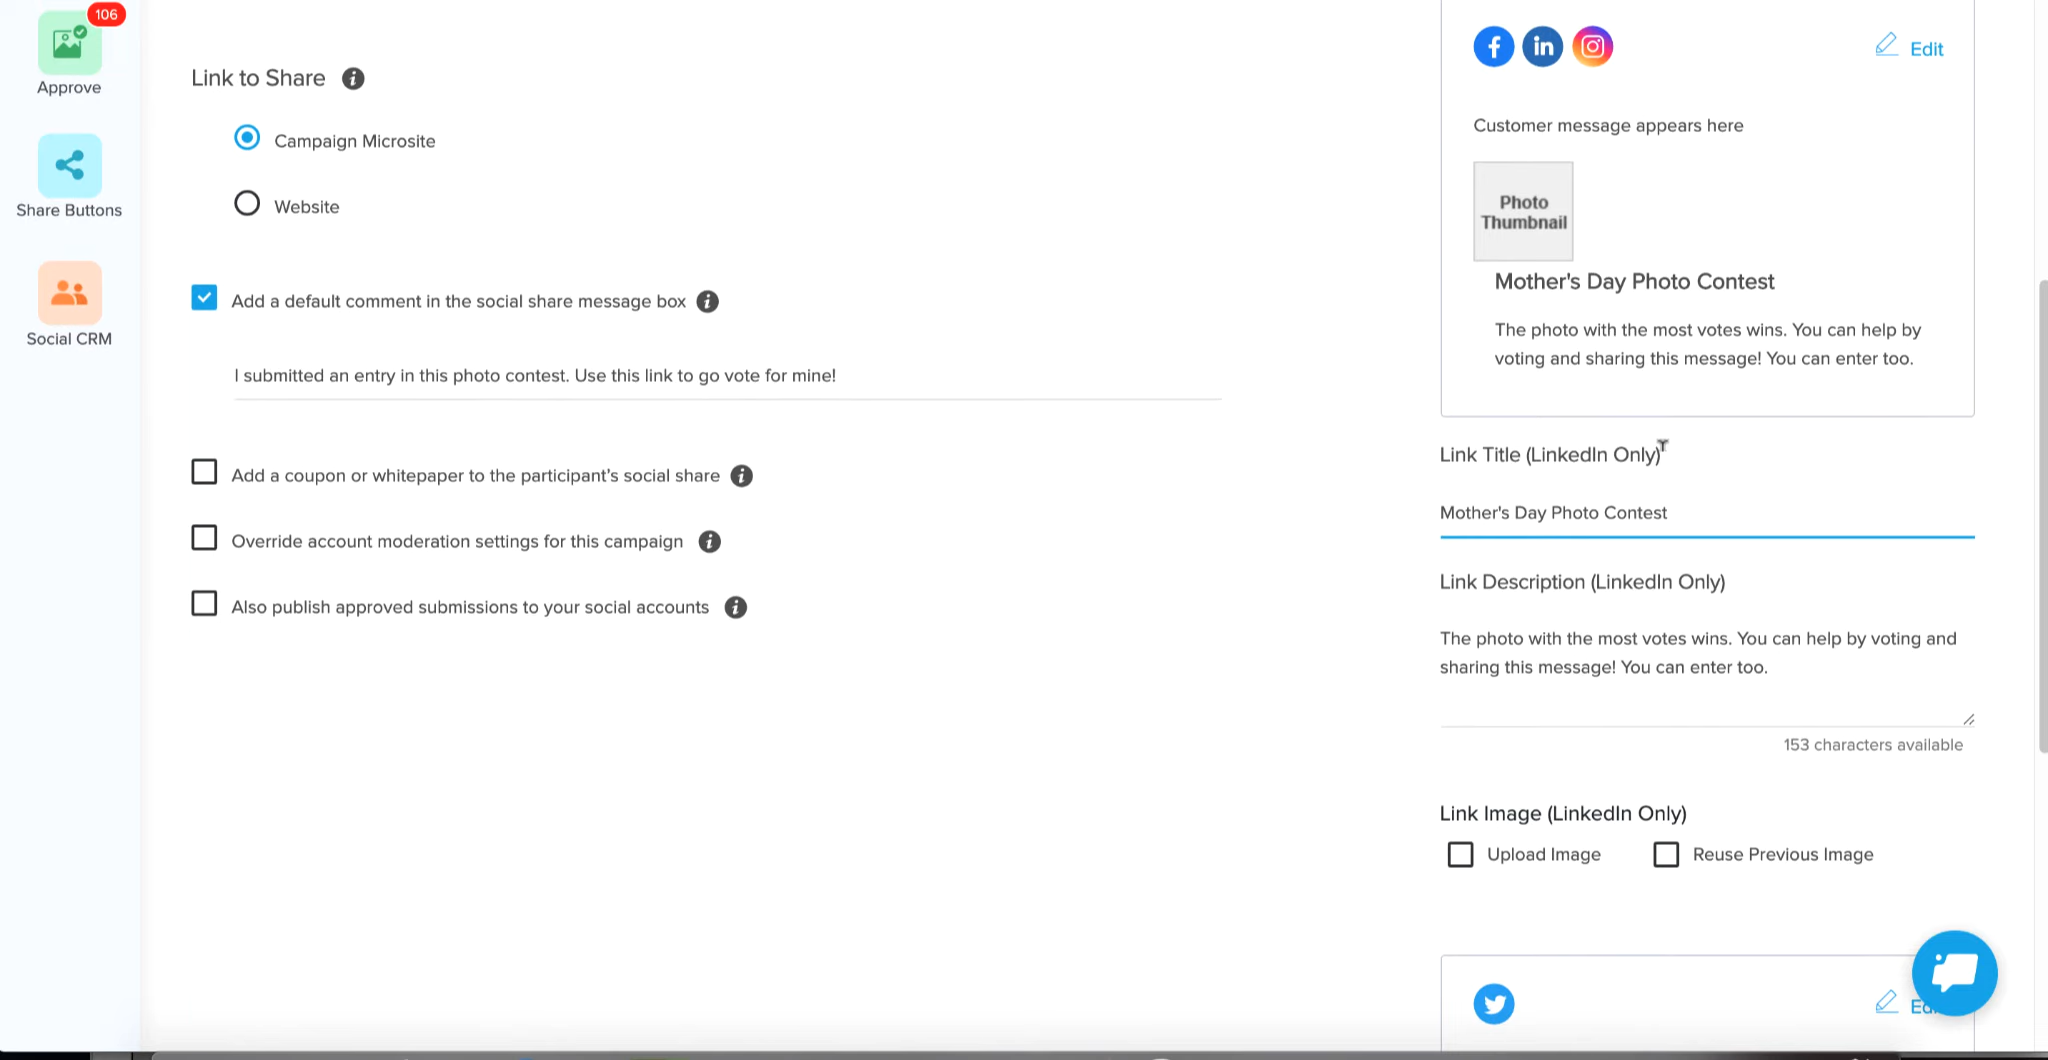 106
Approve
Share Buttons
Social CRM
Link to Share
Campaign Microsite
Website
Add a default comment in the social share message box
I submitted an entry in this photo contest. Use this link to go vote for mine!
Add a coupon or whitepaper to the participant's social share
Override account moderation settings for this campaign
Also publish approved submissions to your social accounts
Edit
Customer message appears here
Photo
Thumbnail
Mother's Day Photo Contest
The photo with the most votes wins. You can help by
voting and sharing this message! You can enter too.
Link Title (LinkedIn Only)
Mother's Day Photo Contest
Link Description (LinkedIn Only)
The photo with the most votes wins. You can help by voting and
sharing this message! You can enter too.
153 characters available
Link Image (LinkedIn Only)
Upload Image
Reuse Previous Image